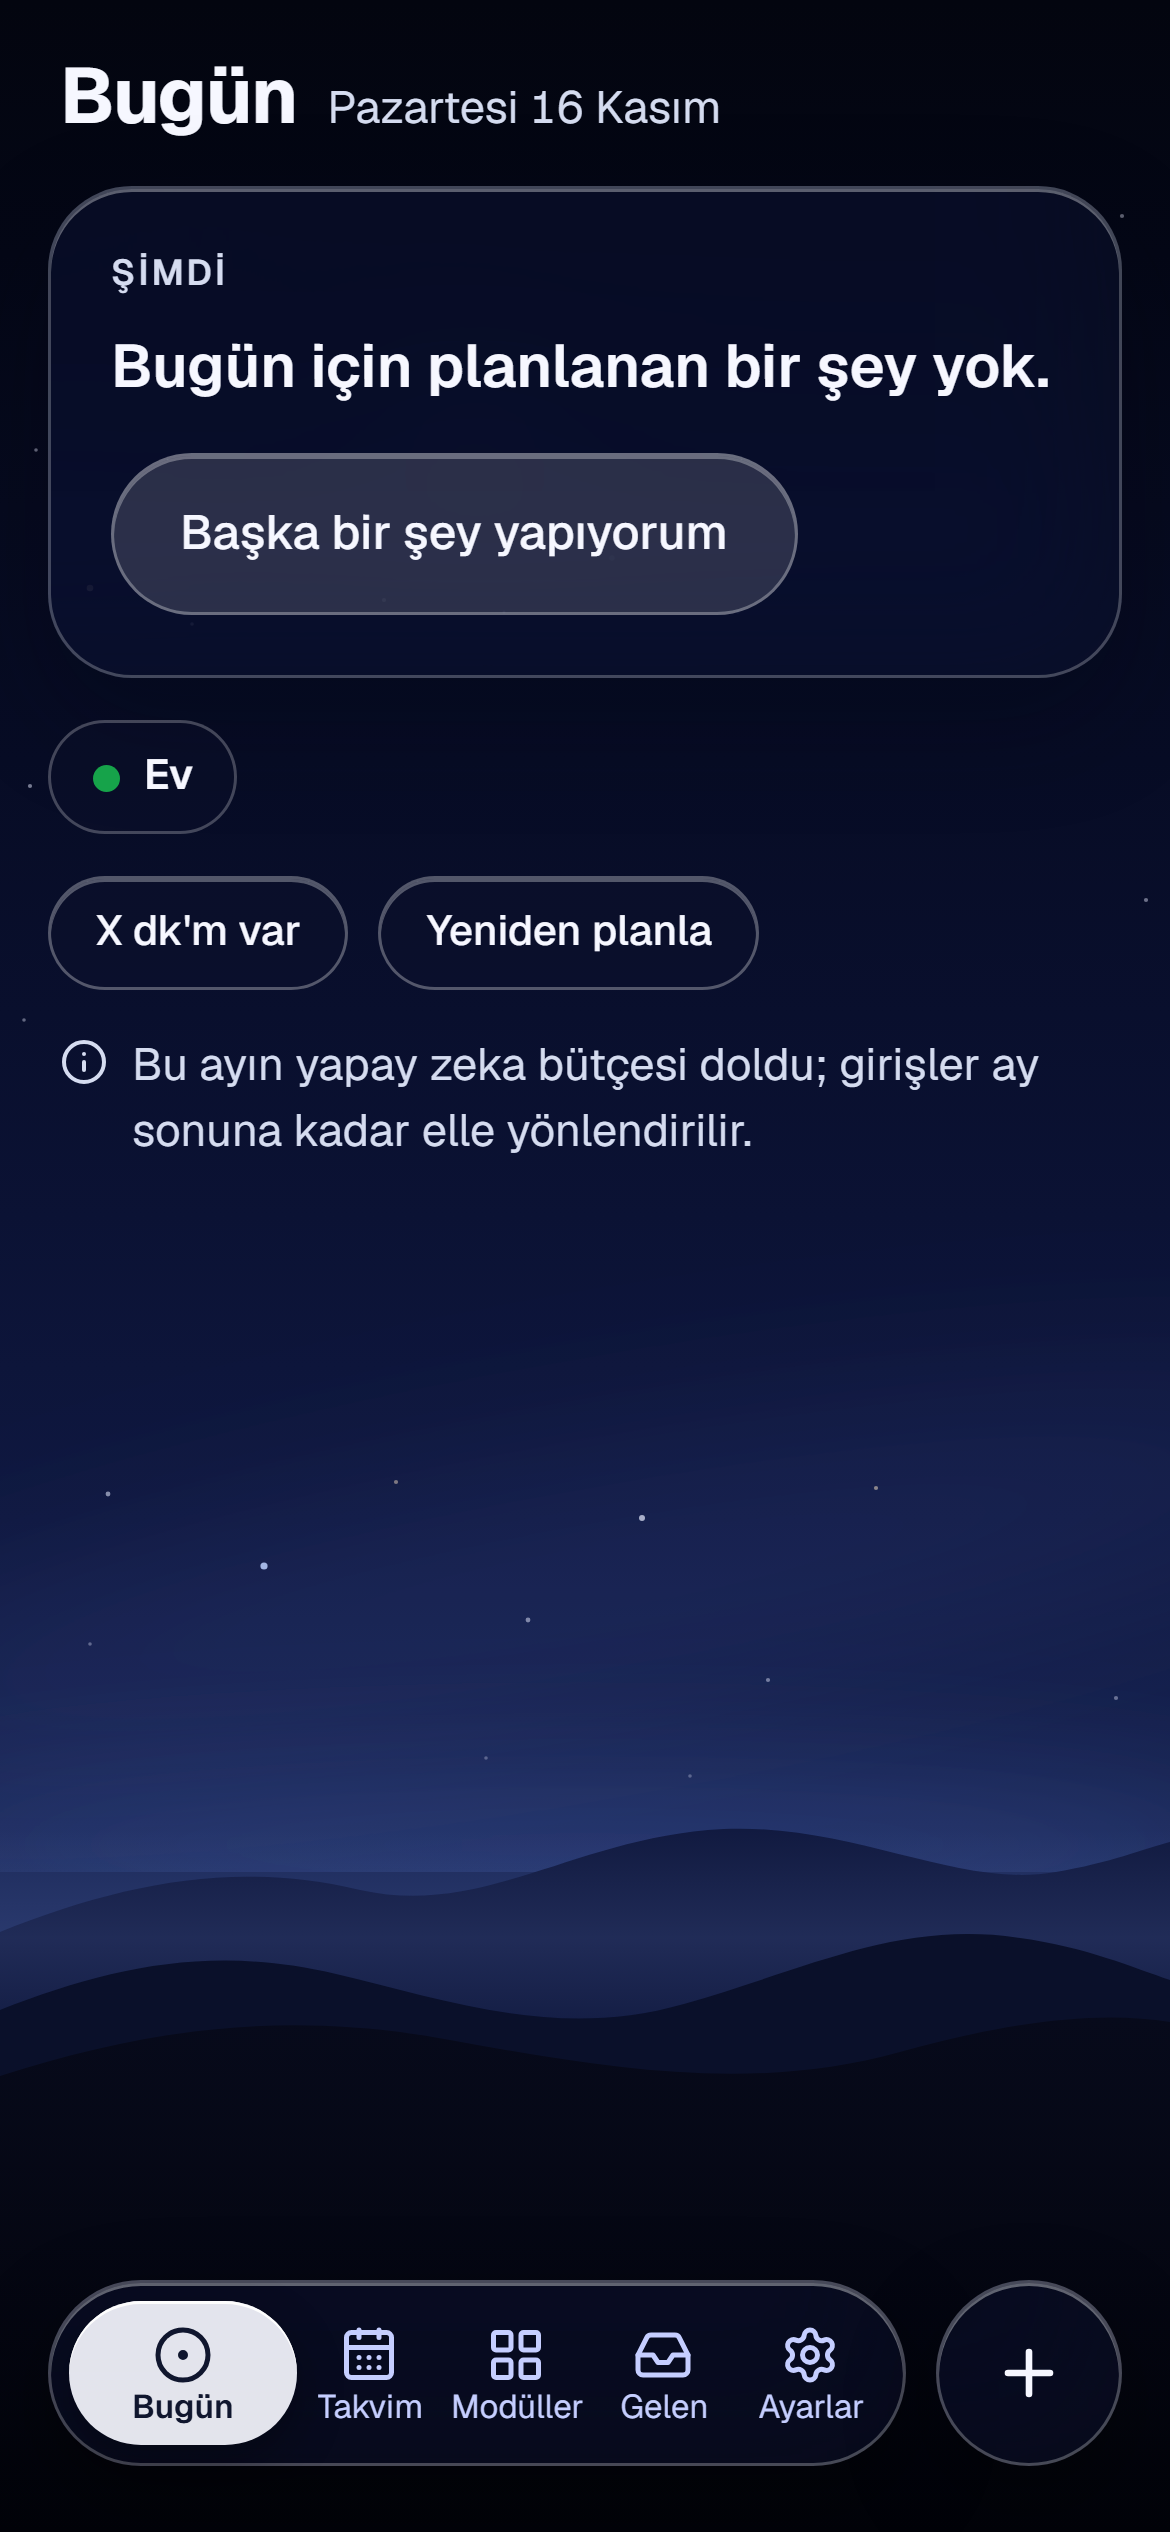 Bugün Pazartesi 16 Kasım
ŞİMDİ
Bugün için planlanan bir şey yok.
Başka bir şey yapıyorum
Ev
X dk'm var
Yeniden planla
Bu ayın yapay zeka bütçesi doldu; girişler ay
sonuna kadar elle yönlendirilir.
Bugün
Takvim
Modüller
Gelen
Ayarlar